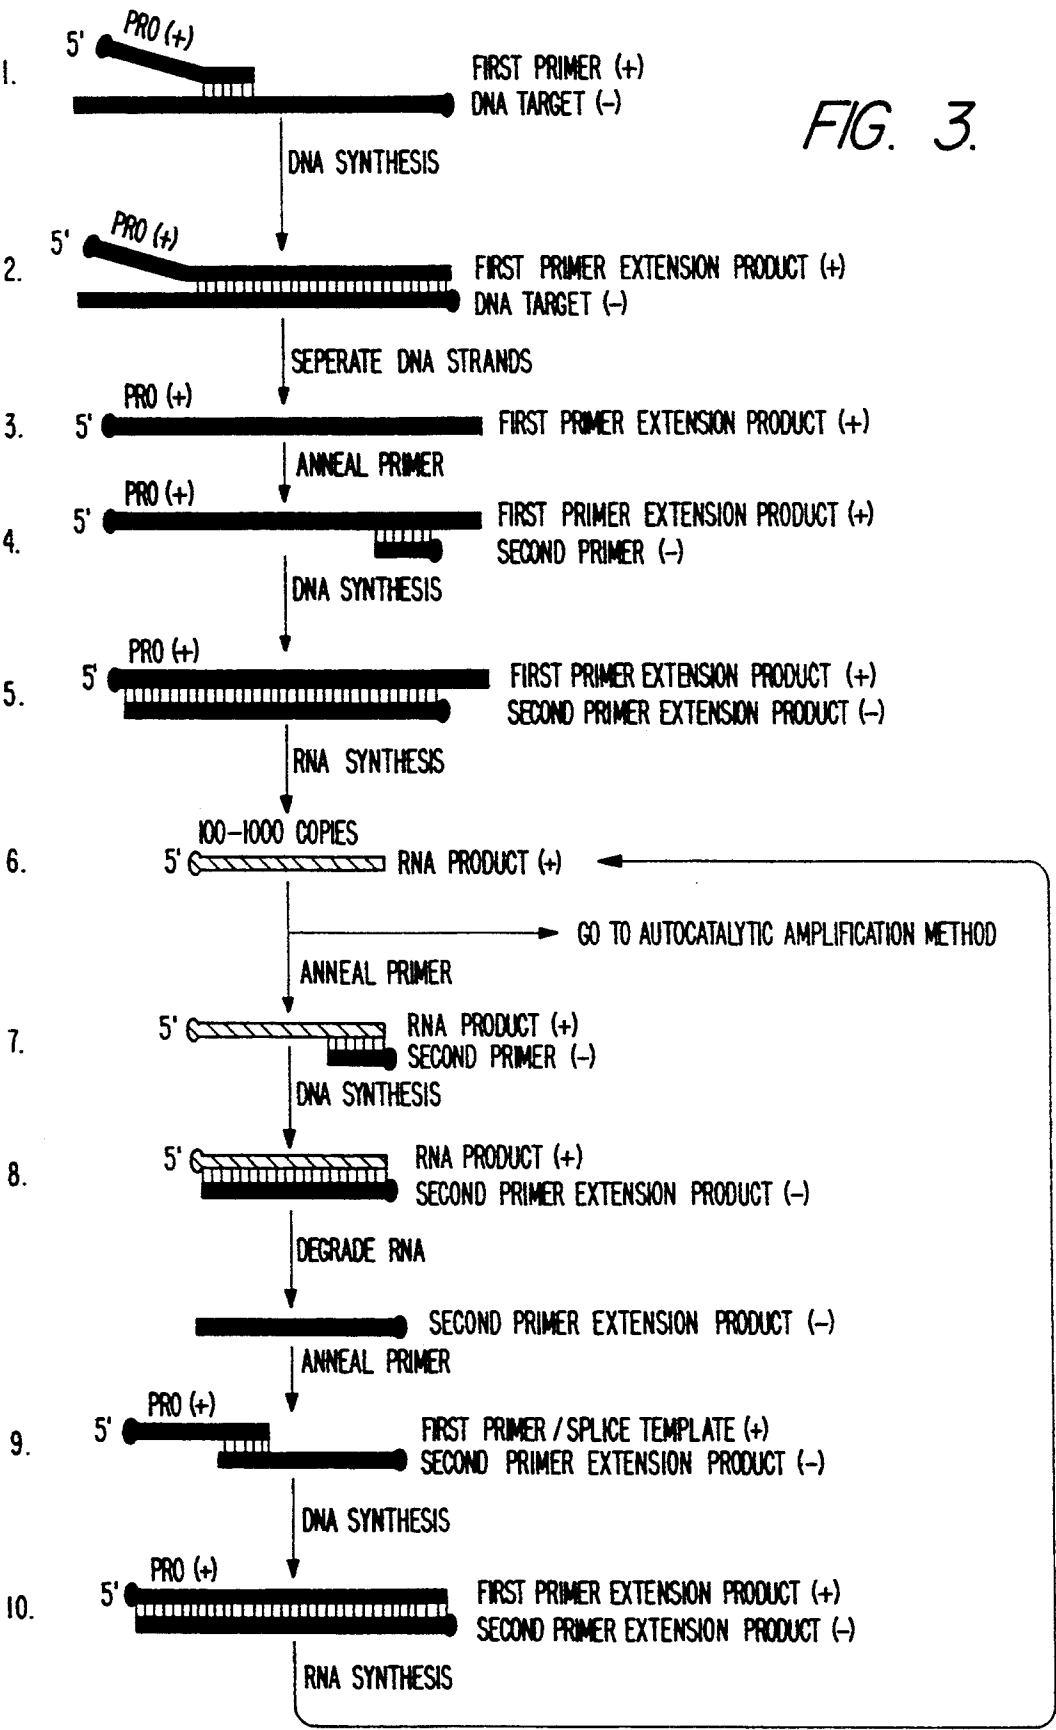 5' PRO (+)
1.
FIRST PRIMER (+)
DNA TARGET (-)
FIG. 3.
DNA SYNTHESIS
5' PRO (+)
2.
FIRST PRIMER EXTENSION PRODUCT (+)
DNA TARGET (-)
SEPERATE DNA STRANDS
PRO (+)
3. 5' FIRST PRIMER EXTENSION PRODUCT (+)
ANNEAL PRIMER
PRO (+)
5' FIRST PRIMER EXTENSION PRODUCT (+)
4. SECOND PRIMER (-)
DNA SYNTHESIS
PRO (+)
5' FIRST PRIMER EXTENSION PRODUCT (+)
5. SECOND PRIMER EXTENSION PRODUCT (-)
RNA SYNTHESIS
100-1000 COPIES
6. 5' RNA PRODUCT (+)
GO TO AUTOCATALYTIC AMPLIFICATION METHOD
ANNEAL PRIMER
5' RNA PRODUCT (+)
7. SECOND PRIMER (-)
DNA SYNTHESIS
5' RNA PRODUCT (+)
8. SECOND PRIMER EXTENSION PRODUCT (-)
DEGRADE RNA
SECOND PRIMER EXTENSION PRODUCT (-)
ANNEAL PRIMER
PRO (+)
5' FIRST PRIMER / SPLICE TEMPLATE (+)
9. SECOND PRIMER EXTENSION PRODUCT (-)
DNA SYNTHESIS
PRO (+)
5' FIRST PRIMER EXTENSION PRODUCT (+)
10. SECOND PRIMER EXTENSION PRODUCT (-)
RNA SYNTHESIS